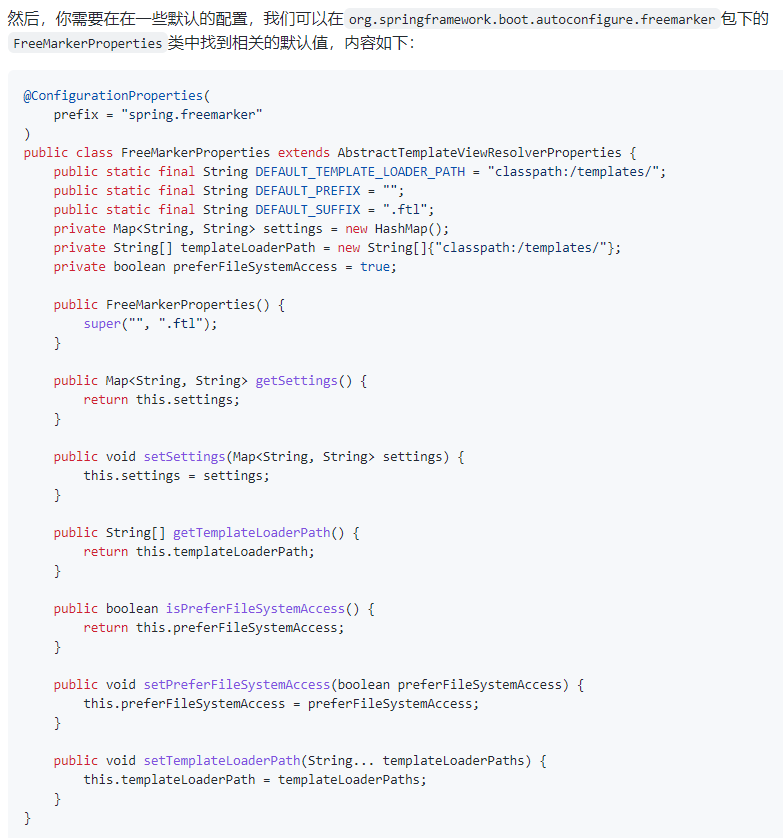 然后，你需要在在一些默认的配置，我们可以在 org.springframework.boot.autoconfigure.freemarker 包下的
FreeMarkerProperties 类中找到相关的默认值，内容如下：
@ConfigurationProperties(
    prefix = "spring.freemarker"
)
public class FreeMarkerProperties extends AbstractTemplateViewResolverProperties {
    public static final String DEFAULT_TEMPLATE_LOADER_PATH = "classpath:/templates/";
    public static final String DEFAULT_PREFIX = "";
    public static final String DEFAULT_SUFFIX = ".ftl";
    private Map<String, String> settings = new HashMap();
    private String[] templateLoaderPath = new String[]{"classpath:/templates/"};
    private boolean preferFileSystemAccess = true;

    public FreeMarkerProperties() {
        super("", ".ftl");
    }

    public Map<String, String> getSettings() {
        return this.settings;
    }

    public void setSettings(Map<String, String> settings) {
        this.settings = settings;
    }

    public String[] getTemplateLoaderPath() {
        return this.templateLoaderPath;
    }

    public boolean isPreferFileSystemAccess() {
        return this.preferFileSystemAccess;
    }

    public void setPreferFileSystemAccess(boolean preferFileSystemAccess) {
        this.preferFileSystemAccess = preferFileSystemAccess;
    }

    public void setTemplateLoaderPath(String... templateLoaderPaths) {
        this.templateLoaderPath = templateLoaderPaths;
    }
}